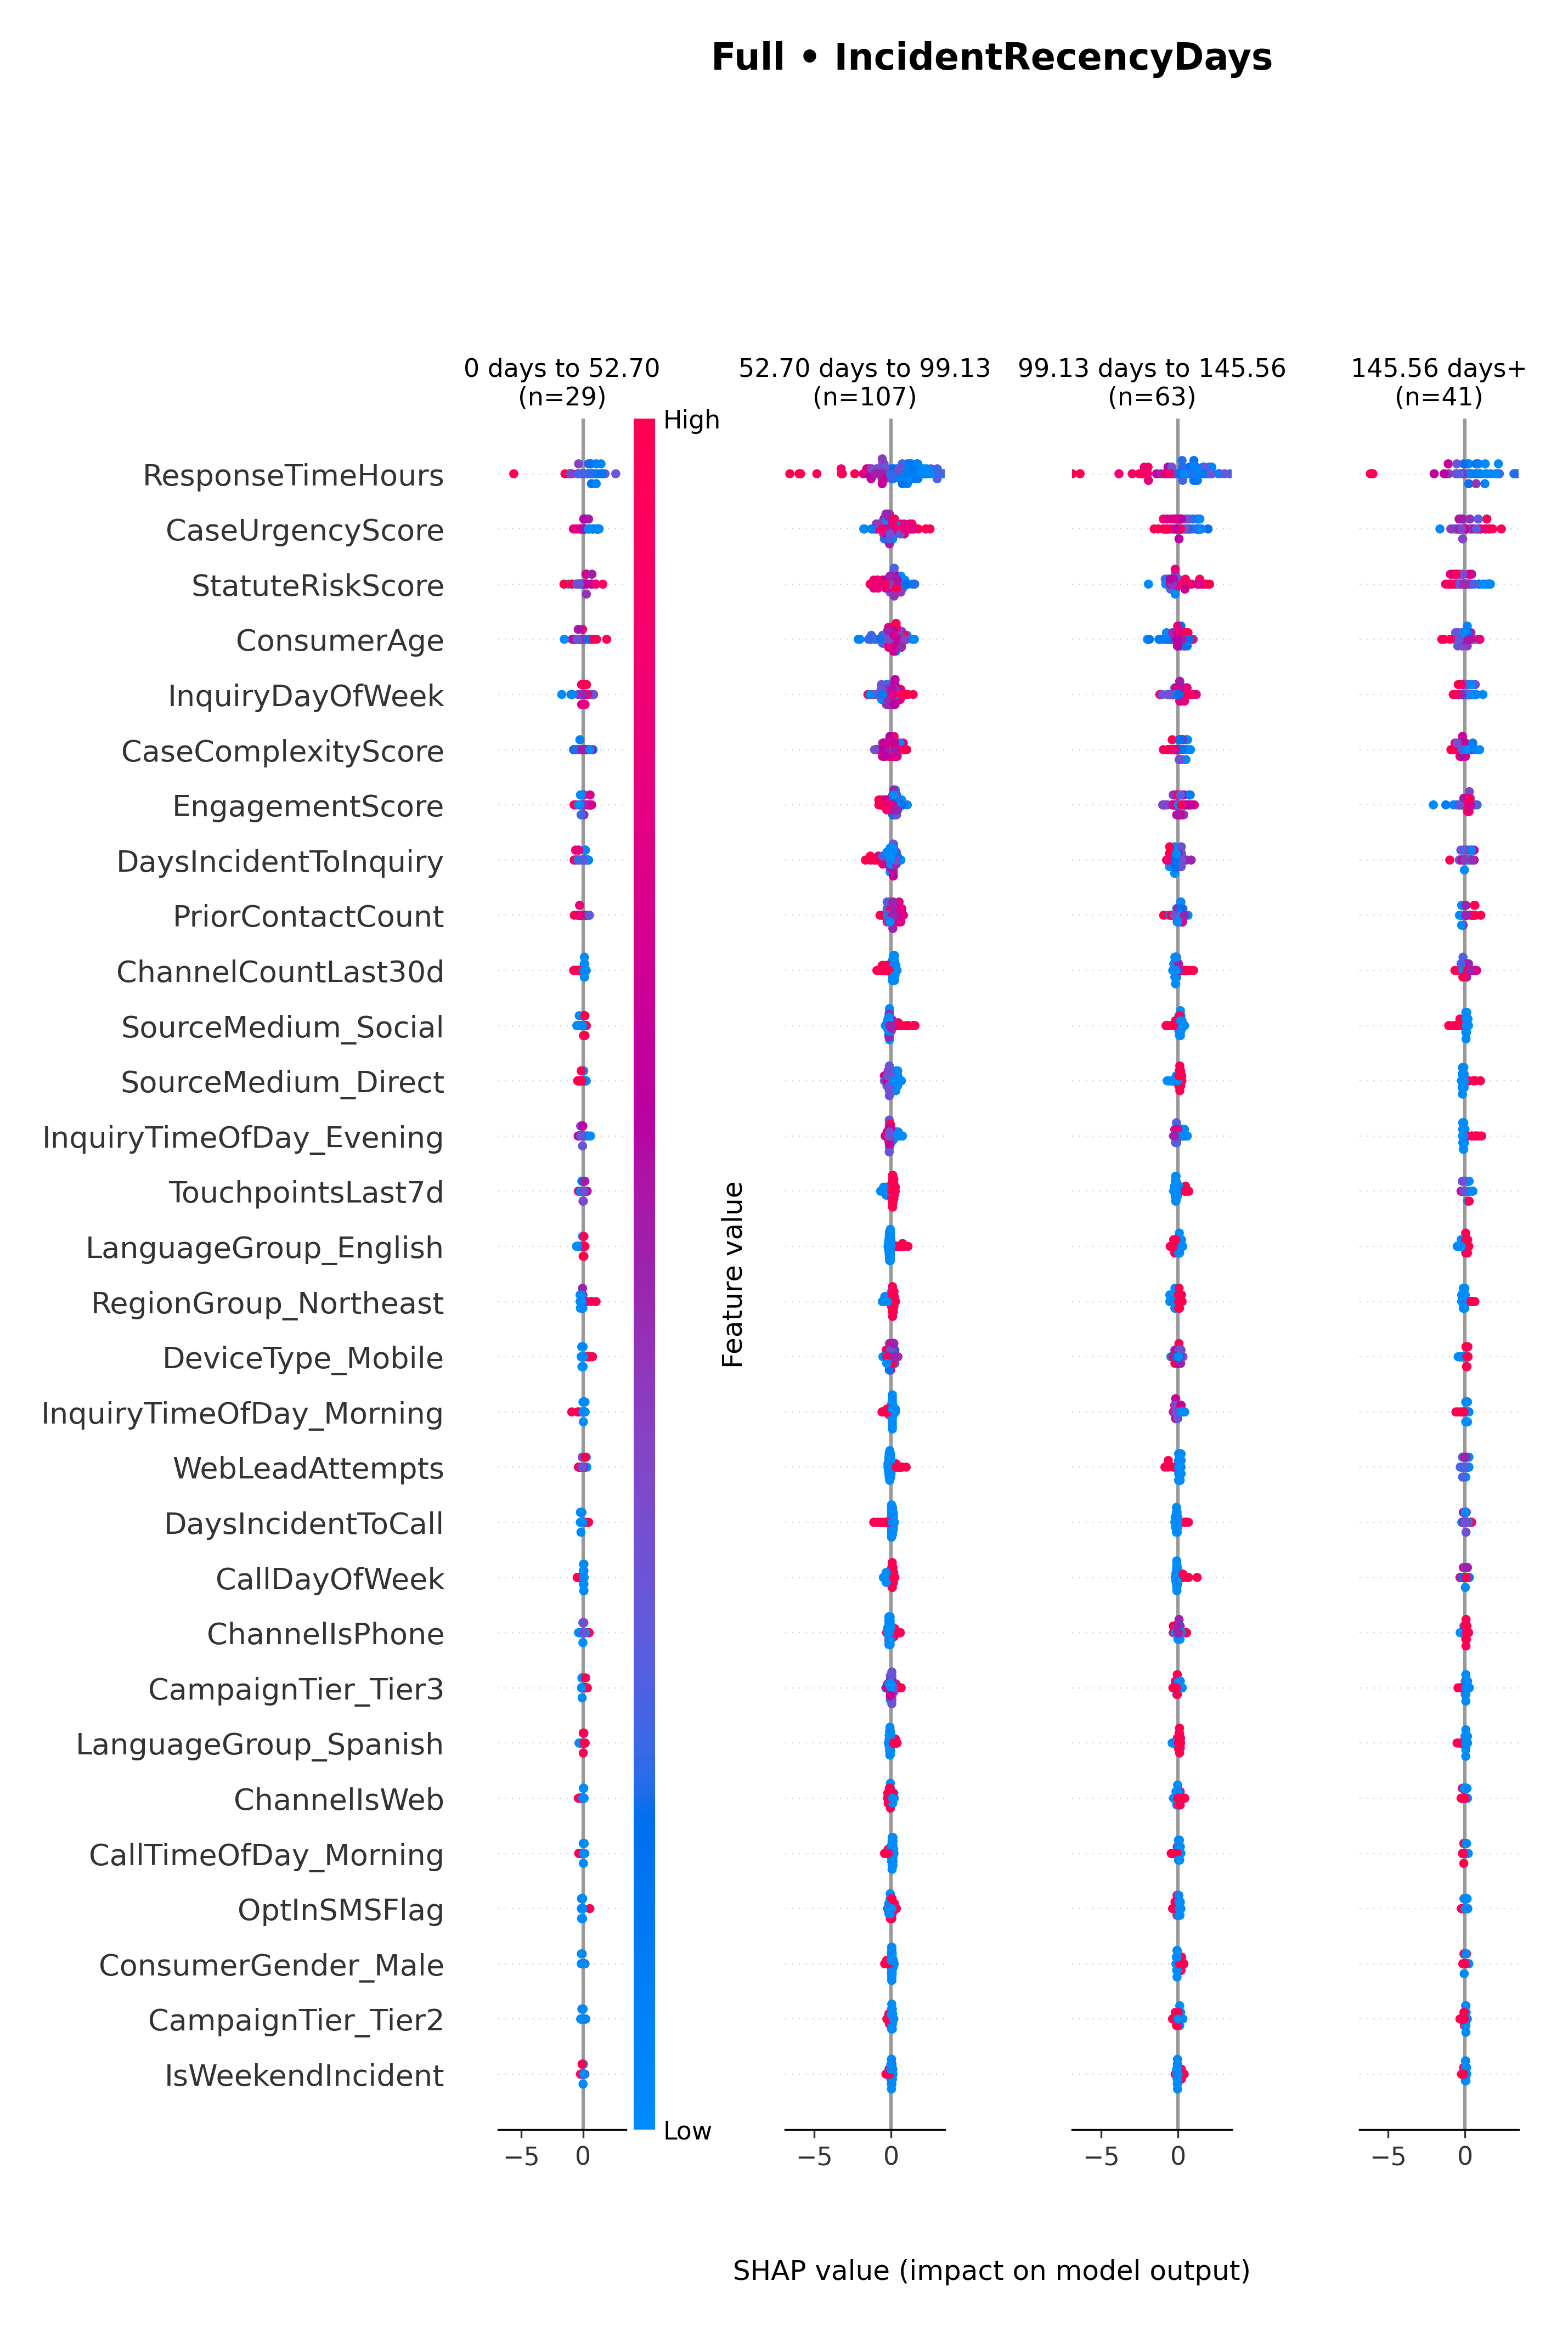 Full • IncidentRecencyDays
0 days to 52.70
(n=29)
52.70 days to 99.13
(n=107)
99.13 days to 145.56
(n=63)
145.56 days+
(n=41)
High
ResponseTimeHours
CaseUrgencyScore
StatuteRiskScore
ConsumerAge
InquiryDayOfWeek
CaseComplexityScore
EngagementScore
DaysIncidentToInquiry
PriorContactCount
ChannelCountLast30d
SourceMedium_Social
SourceMedium_Direct
InquiryTimeOfDay_Evening
TouchpointsLast7d
LanguageGroup_English
RegionGroup_Northeast
DeviceType_Mobile
InquiryTimeOfDay_Morning
WebLeadAttempts
DaysIncidentToCall
CallDayOfWeek
ChannelIsPhone
CampaignTier_Tier3
LanguageGroup_Spanish
ChannelIsWeb
CallTimeOfDay_Morning
OptInSMSFlag
ConsumerGender_Male
CampaignTier_Tier2
IsWeekendIncident
Feature value
Low
−5 0
−5 0
−5 0
−5 0
SHAP value (impact on model output)